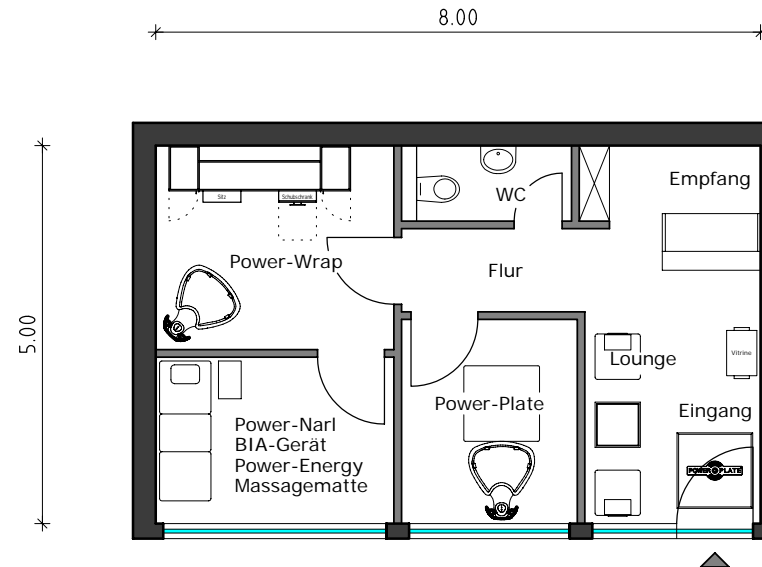 8.00
5.00
Empfang
Sitz
Schubschrank
WC
Power-Wrap
Flur
Vitrine
Lounge
Power-Plate
Eingang
Power-Narl
BIA-Gerät
Power-Energy
Massagematte
POWER PLATE